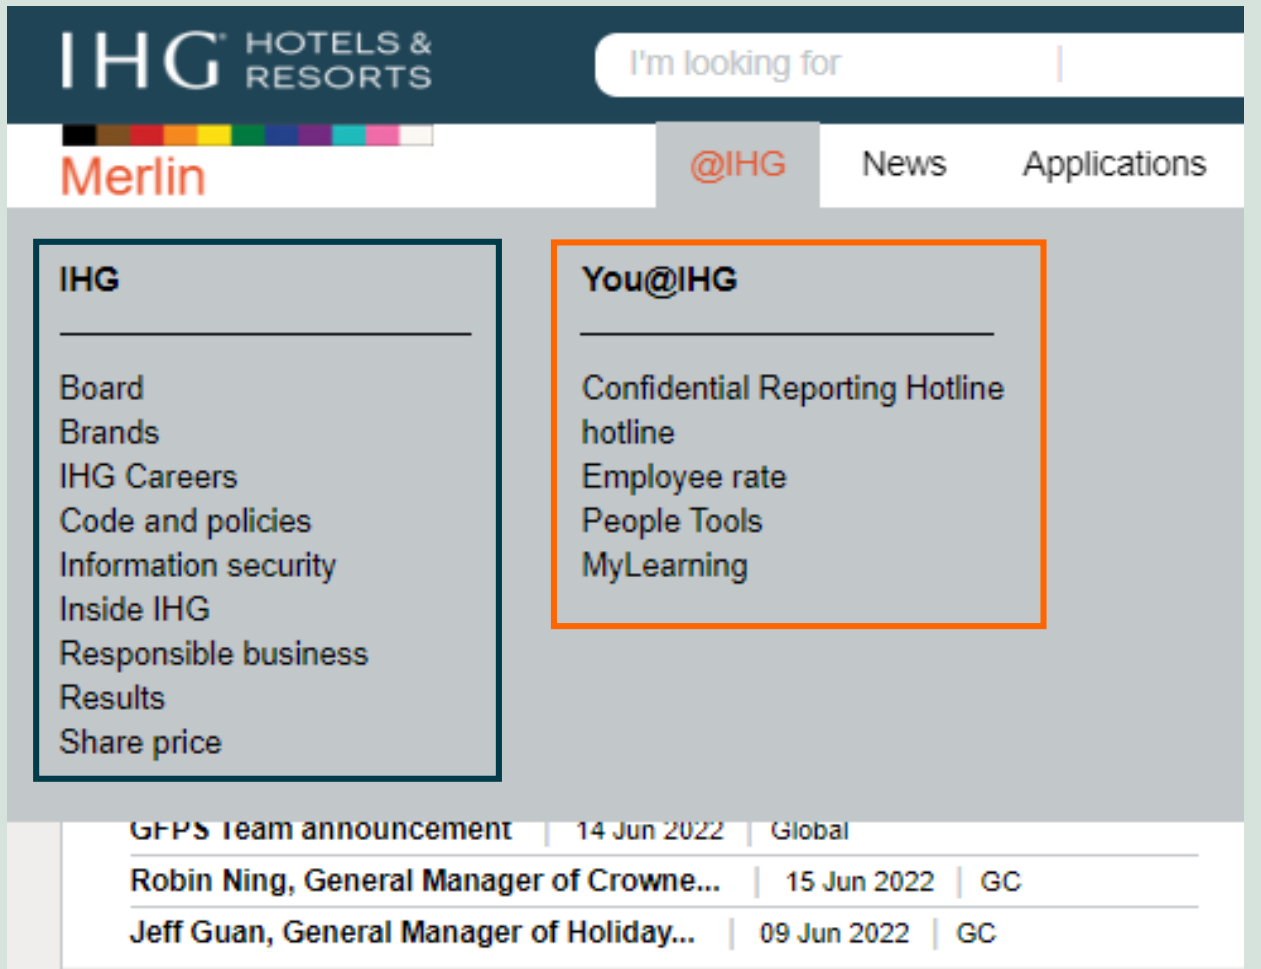 IHG HOTELS &
RESORTS
I'm looking for
Merlin
@IHG News Applications
IHG
Board
Brands
IHG Careers
Code and policies
Information security
Inside IHG
Responsible business
Results
Share price
You@IHG
Confidential Reporting Hotline
hotline
Employee rate
People Tools
MyLearning
GFPS Team announcement | 14 Jun 2022 | Global
Robin Ning, General Manager of Crowne... | 15 Jun 2022 | GC
Jeff Guan, General Manager of Holiday... | 09 Jun 2022 | GC